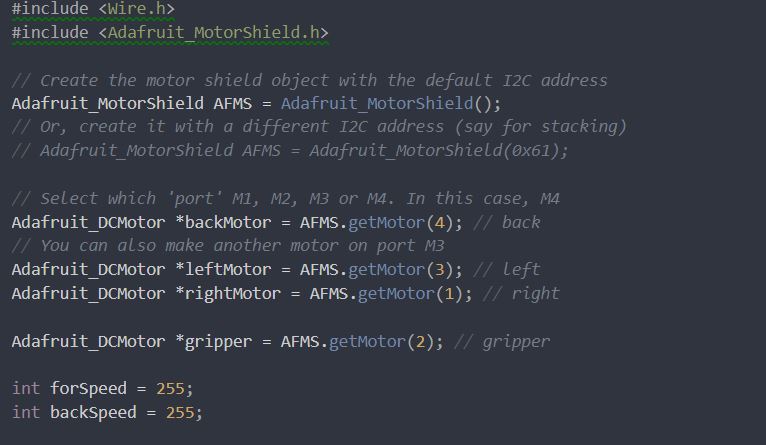 #include <Wire.h>
#include <Adafruit_MotorShield.h>
// Create the motor shield object with the default I2C address
Adafruit_MotorShield AFMS = Adafruit_MotorShield();
// Or, create it with a different I2C address (say for stacking)
// Adafruit_MotorShield AFMS = Adafruit_MotorShield(0x61);
// Select which 'port' M1, M2, M3 or M4. In this case, M4
Adafruit_DCMotor *backMotor = AFMS.getMotor(4); // back
// You can also make another motor on port M3
Adafruit_DCMotor *leftMotor = AFMS.getMotor(3); // left
Adafruit_DCMotor *rightMotor = AFMS.getMotor(1); // right
Adafruit_DCMotor *gripper = AFMS.getMotor(2); // gripper
int forSpeed = 255;
int backSpeed = 255;